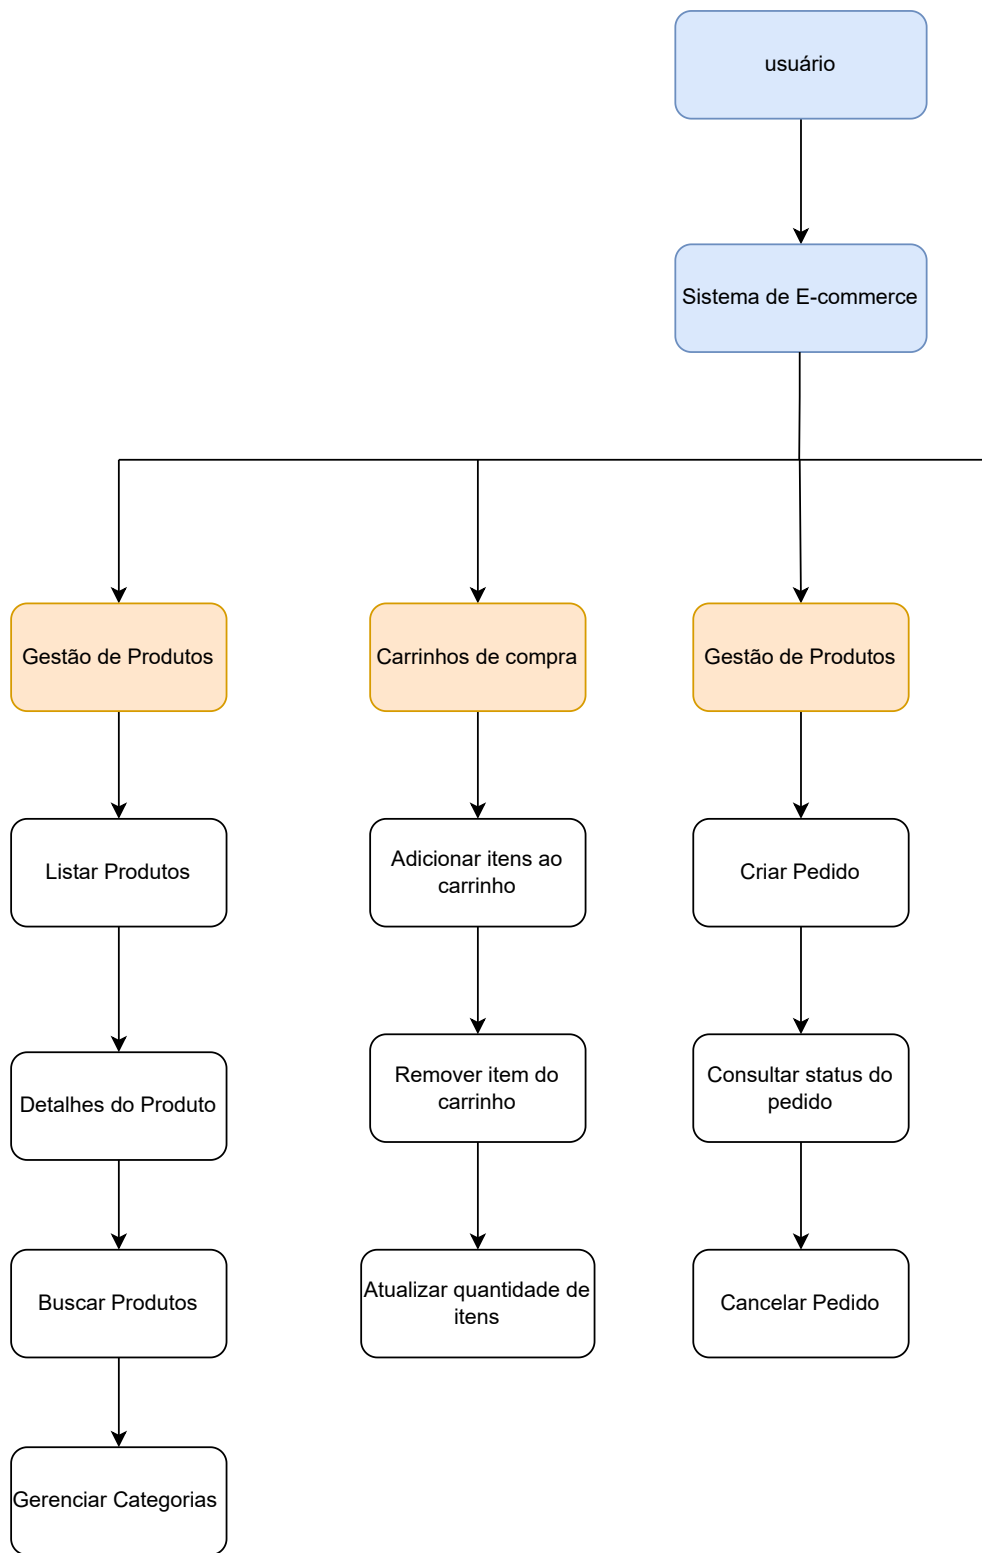 usuário
Sistema de E-commerce
Gestão de Produtos
Carrinhos de compra
Gestão de Produtos
Listar Produtos
Adicionar itens ao
carrinho
Criar Pedido
Detalhes do Produto
Remover item do
carrinho
Consultar status do
pedido
Buscar Produtos
Atualizar quantidade de
itens
Cancelar Pedido
Gerenciar Categorias